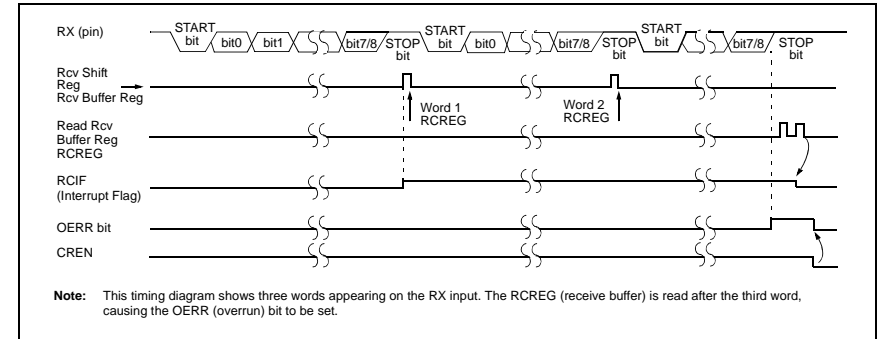 RX (pin)
START bit
bit0
bit1
bit7/8
STOP bit
START bit
bit0
bit7/8
STOP bit
START bit
bit7/8
STOP bit
Rcv Shift
Reg
Rcv Buffer Reg
Word 1
RCREG
Word 2
RCREG
Read Rcv
Buffer Reg
RCREG
RCIF
(Interrupt Flag)
OERR bit
CREN
Note: This timing diagram shows three words appearing on the RX input. The RCREG (receive buffer) is read after the third word,
causing the OERR (overrun) bit to be set.